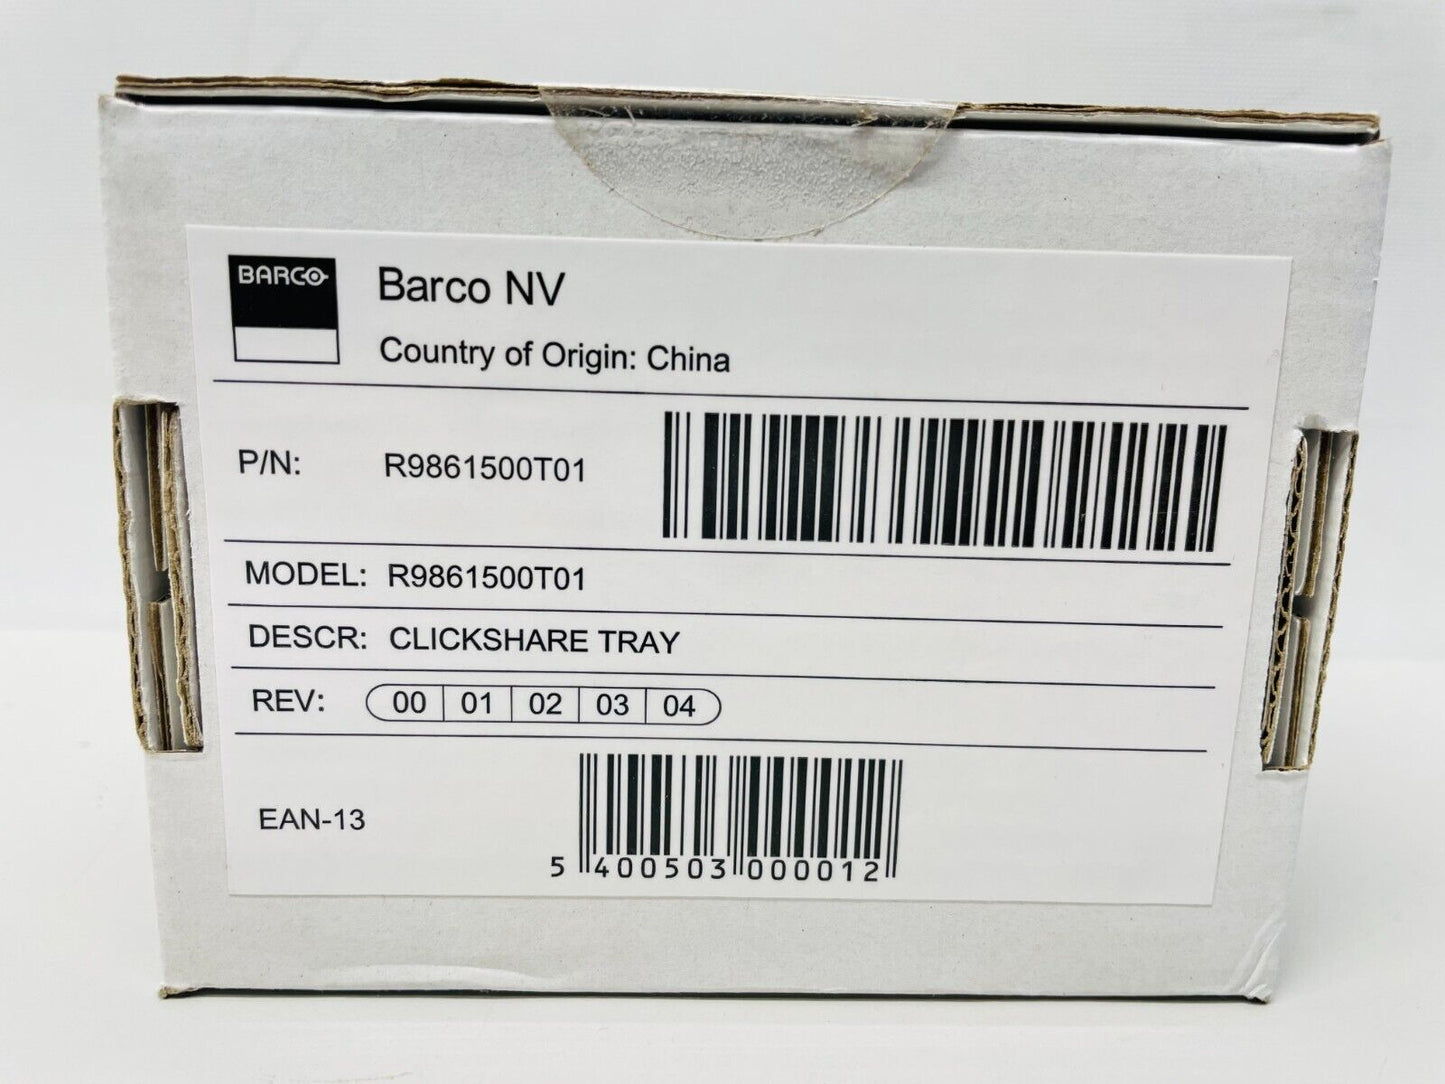 BARCO
Barco NV
Country of Origin: China
P/N: R9861500T01
MODEL: R9861500T01
DESCR: CLICKSHARE TRAY
REV: 00 01 02 03 04
EAN-13
5 400503 000012